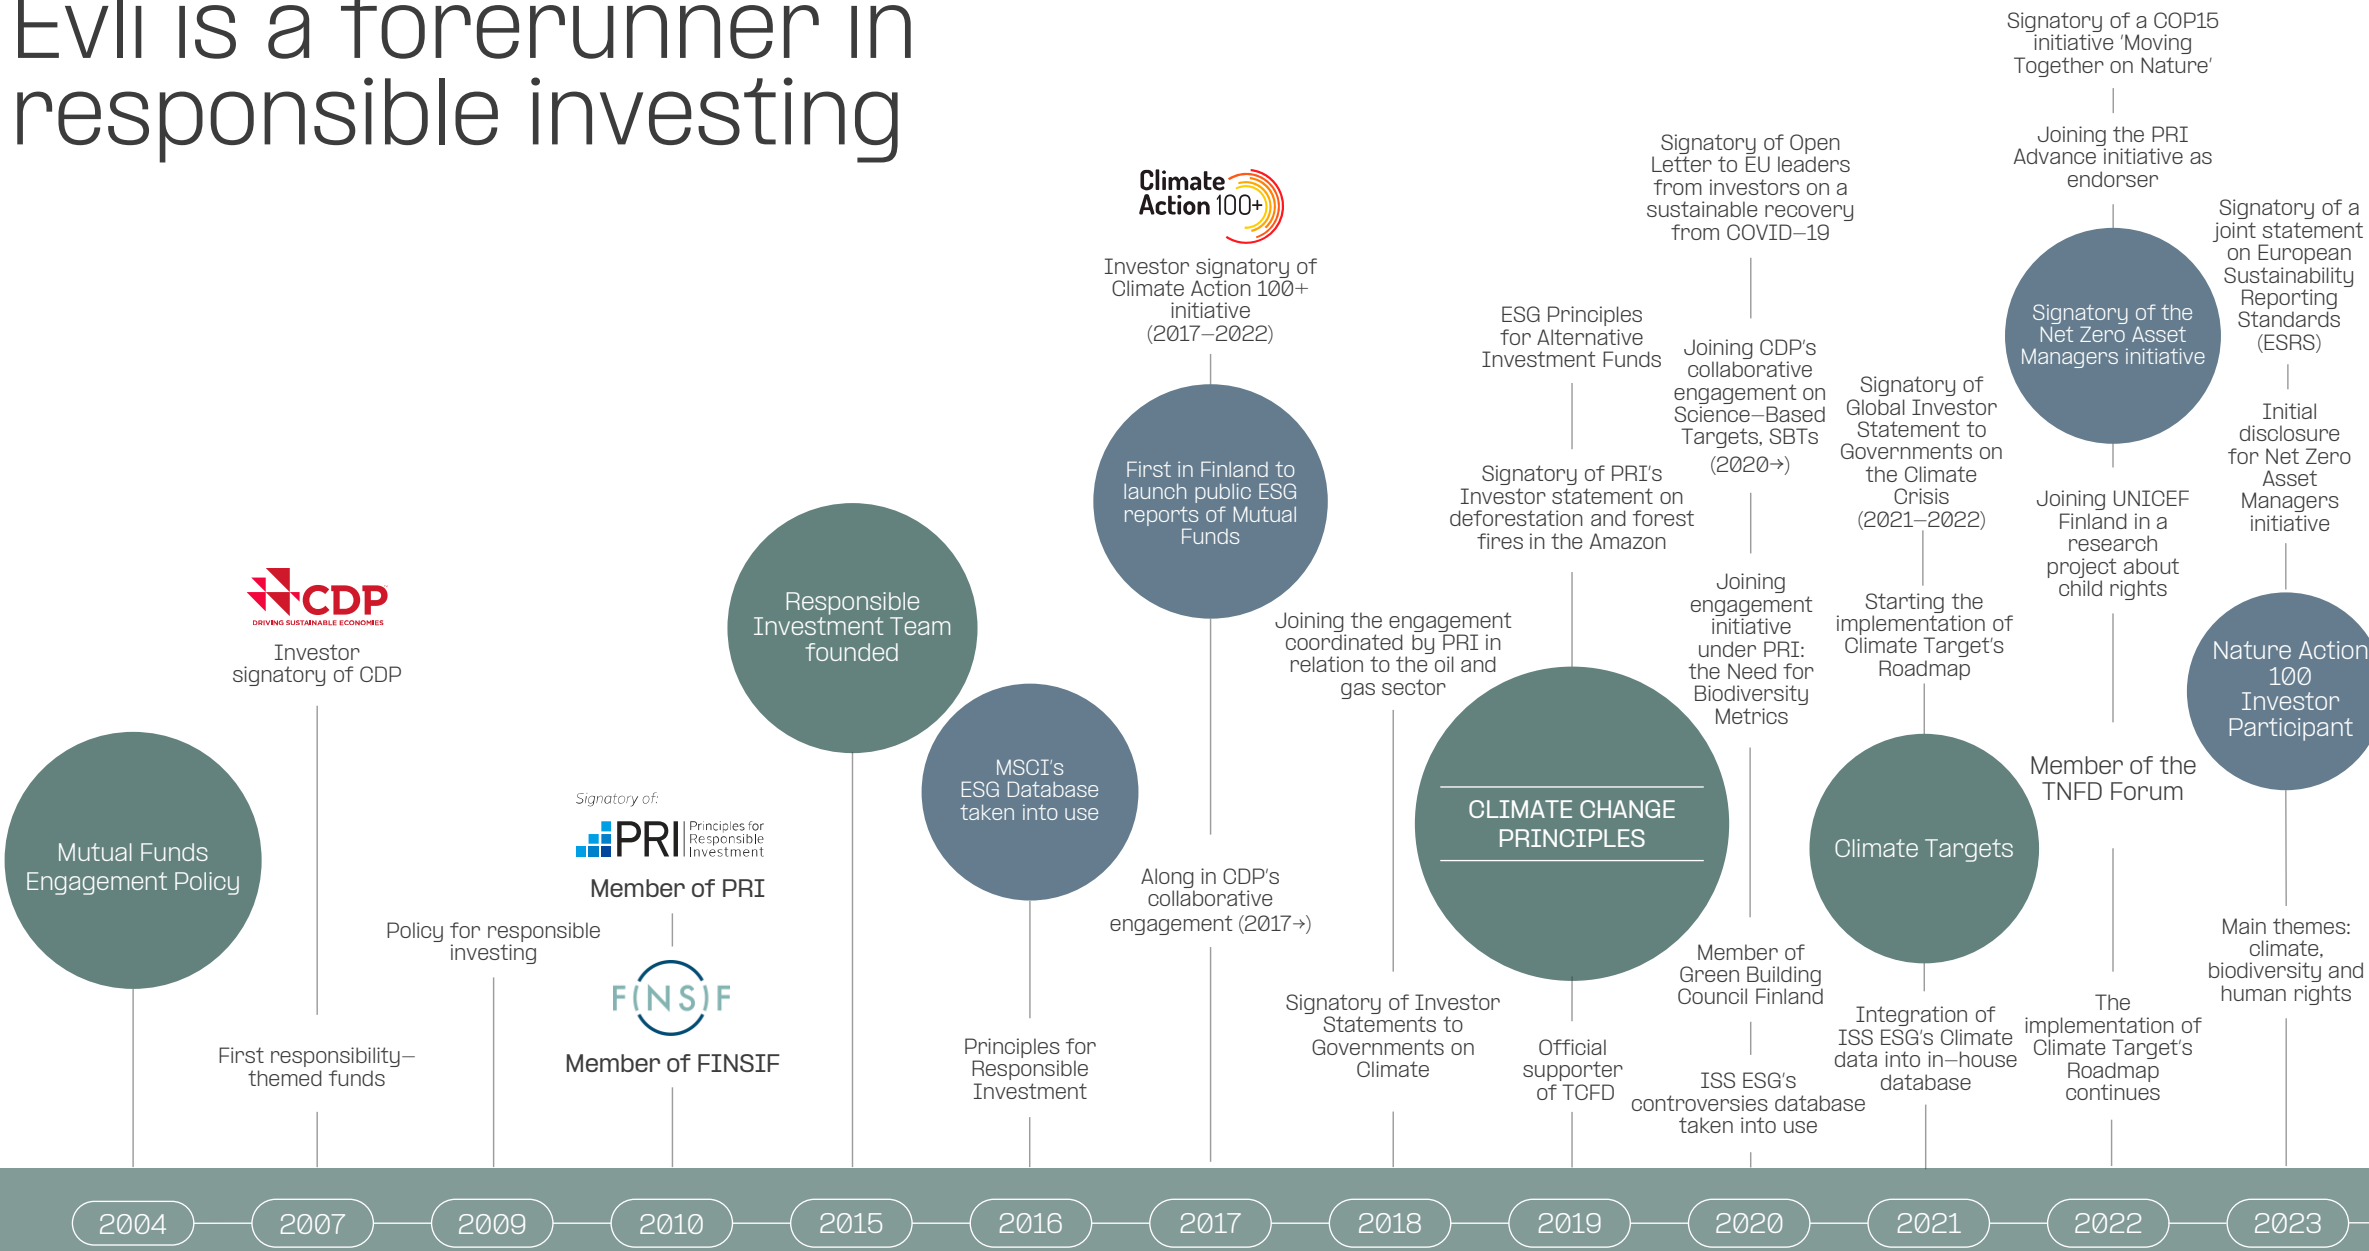 Evli is a forerunner in
responsible investing
Mutual Funds
Engagement Policy
CDP
DRIVING SUSTAINABLE ECONOMIES
Investor
signatory of CDP
First responsibility–
themed funds
Policy for responsible
investing
Signatory of:
PRI
Principles for
Responsible
Investment
Member of PRI
FINSIF
Member of FINSIF
Responsible
Investment Team
founded
MSCI's
ESG Database
taken into use
Principles for
Responsible
Investment
Climate
Action 100+
Investor signatory of
Climate Action 100+
initiative
(2017–2022)
First in Finland to
launch public ESG
reports of Mutual
Funds
Along in CDP's
collaborative
engagement (2017→)
Joining the engagement
coordinated by PRI in
relation to the oil and
gas sector
Signatory of Investor
Statements to
Governments on
Climate
ESG Principles
for Alternative
Investment Funds
Signatory of PRI's
Investor statement on
deforestation and forest
fires in the Amazon
CLIMATE CHANGE
PRINCIPLES
Official
supporter
of TCFD
Signatory of Open
Letter to EU leaders
from investors on a
sustainable recovery
from COVID–19
Joining CDP's
collaborative
engagement on
Science–Based
Targets, SBTs
(2020→)
Joining
engagement
initiative
under PRI:
the Need for
Biodiversity
Metrics
Member of
Green Building
Council Finland
ISS ESG's
controversies database
taken into use
Signatory of
Global Investor
Statement to
Governments on
the Climate
Crisis
(2021–2022)
Starting the
implementation of
Climate Target's
Roadmap
Climate Targets
Integration of
ISS ESG's Climate
data into in–house
database
Signatory of a COP15
initiative 'Moving
Together on Nature'
Joining the PRI
Advance initiative as
endorser
Signatory of the
Net Zero Asset
Managers initiative
Joining UNICEF
Finland in a
research
project about
child rights
Member of the
TNFD Forum
The
implementation of
Climate Target's
Roadmap
continues
Signatory of a
joint statement
on European
Sustainability
Reporting
Standards
(ESRS)
Initial
disclosure
for Net Zero
Asset
Managers
initiative
Nature Action
100
Investor
Participant
Main themes:
climate,
biodiversity and
human rights
2004
2007
2009
2010
2015
2016
2017
2018
2019
2020
2021
2022
2023